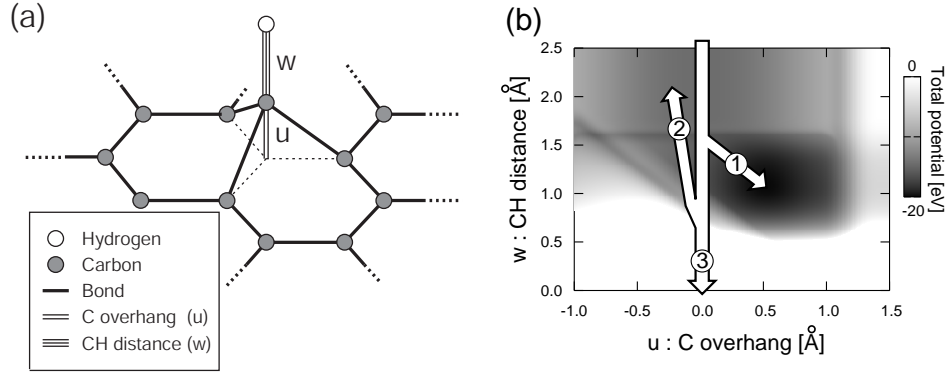 (a)
w
u
Hydrogen
Carbon
Bond
C overhang (u)
CH distance (w)
(b)
w : CH distance [Å]
2.5
2.0
1.5
1.0
0.5
0.0
-1.0 -0.5 0.0 0.5 1.0 1.5
u : C overhang [Å]
2
1
3
0
-20
Total potential [eV]